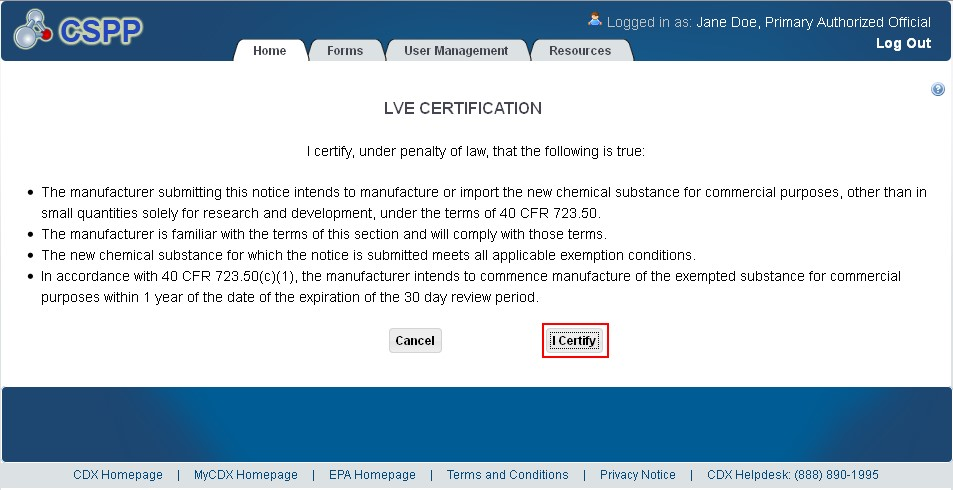 CSPP
Logged in as: Jane Doe, Primary Authorized Official
Log Out
Home Forms User Management Resources
LVE CERTIFICATION
I certify, under penalty of law, that the following is true:
• The manufacturer submitting this notice intends to manufacture or import the new chemical substance for commercial purposes, other than in
small quantities solely for research and development, under the terms of 40 CFR 723.50.
• The manufacturer is familiar with the terms of this section and will comply with those terms.
• The new chemical substance for which the notice is submitted meets all applicable exemption conditions.
• In accordance with 40 CFR 723.50(c)(1), the manufacturer intends to commence manufacture of the exempted substance for commercial
purposes within 1 year of the date of the expiration of the 30 day review period.
Cancel I Certify
CDX Homepage | MyCDX Homepage | EPA Homepage | Terms and Conditions | Privacy Notice | CDX Helpdesk: (888) 890-1995